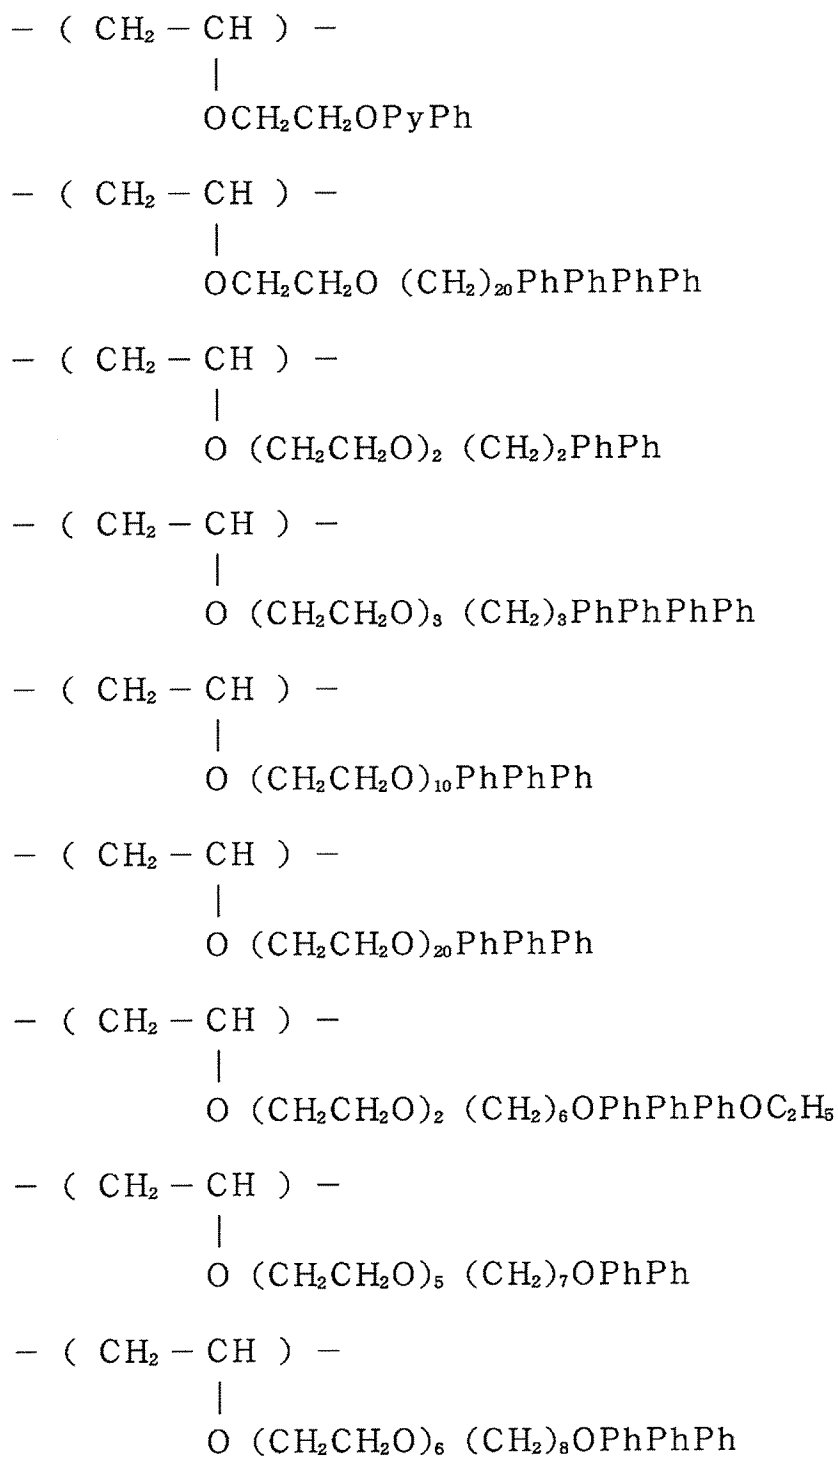 — ( CH₂ — CH ) —
|
OCH₂CH₂OPyPh
— ( CH₂ — CH ) —
|
OCH₂CH₂O (CH₂)₂₀PhPhPhPh
— ( CH₂ — CH ) —
|
O (CH₂CH₂O)₂ (CH₂)₂PhPh
— ( CH₂ — CH ) —
|
O (CH₂CH₂O)₃ (CH₂)₃PhPhPhPh
— ( CH₂ — CH ) —
|
O (CH₂CH₂O)₁₀PhPhPh
— ( CH₂ — CH ) —
|
O (CH₂CH₂O)₂₀PhPhPh
— ( CH₂ — CH ) —
|
O (CH₂CH₂O)₂ (CH₂)₆OPhPhPhOC₂H₅
— ( CH₂ — CH ) —
|
O (CH₂CH₂O)₅ (CH₂)₇OPhPh
— ( CH₂ — CH ) —
|
O (CH₂CH₂O)₆ (CH₂)₈OPhPhPh